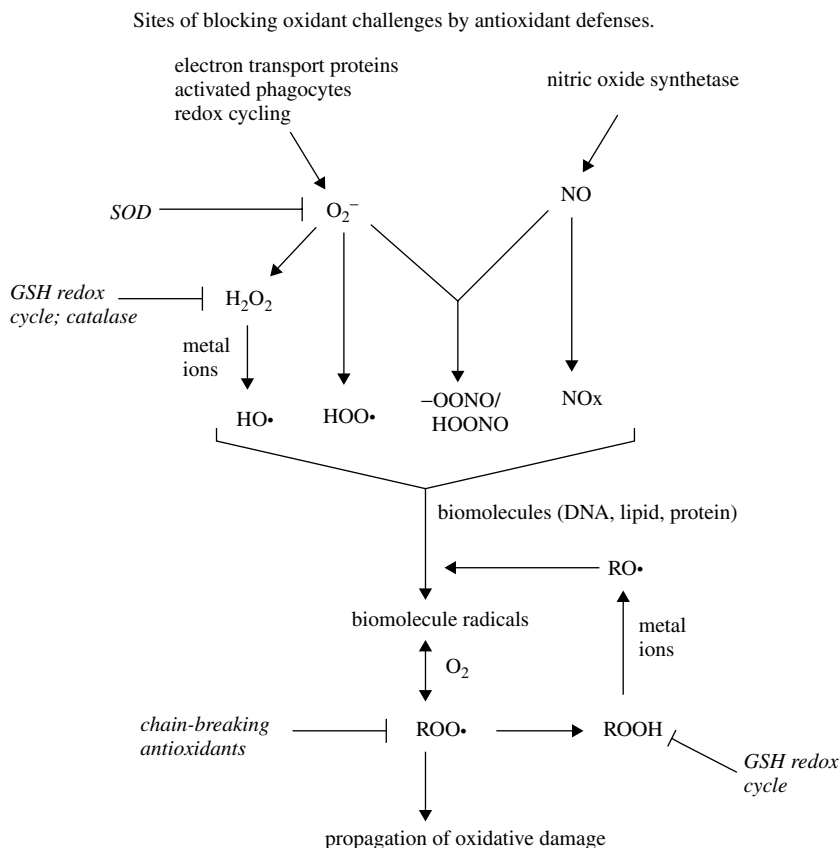 Sites of blocking oxidant challenges by antioxidant defenses.
electron transport proteins
activated phagocytes
redox cycling
nitric oxide synthetase
SOD
O₂⁻
NO
GSH redox
cycle; catalase
H₂O₂
metal
ions
HO•
HOO•
–OONO/
HOONO
NOx
biomolecules (DNA, lipid, protein)
RO•
biomolecule radicals
metal
ions
O₂
chain-breaking
antioxidants
ROO•
ROOH
GSH redox
cycle
propagation of oxidative damage